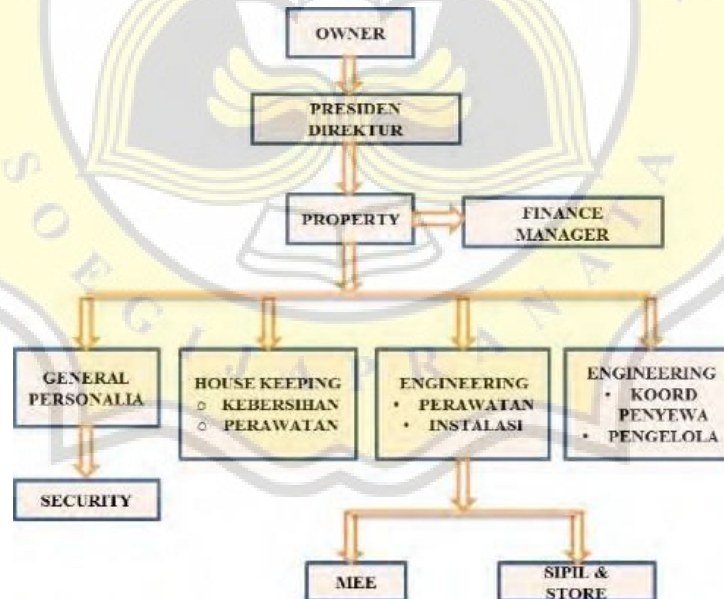 OWNER
PRESIDEN
DIREKTUR
PROPERTY
FINANCE
MANAGER
GENERAL
PERSONALIA
HOUSE KEEPING
○ KEBERSIHAN
○ PERAWATAN
ENGINEERING
• PERAWATAN
• INSTALASI
ENGINEERING
• KOORD
PENYEWA
• PENGELOLA
SECURITY
MEE
SIPIL &
STORE
SOEGIJAPRANATA